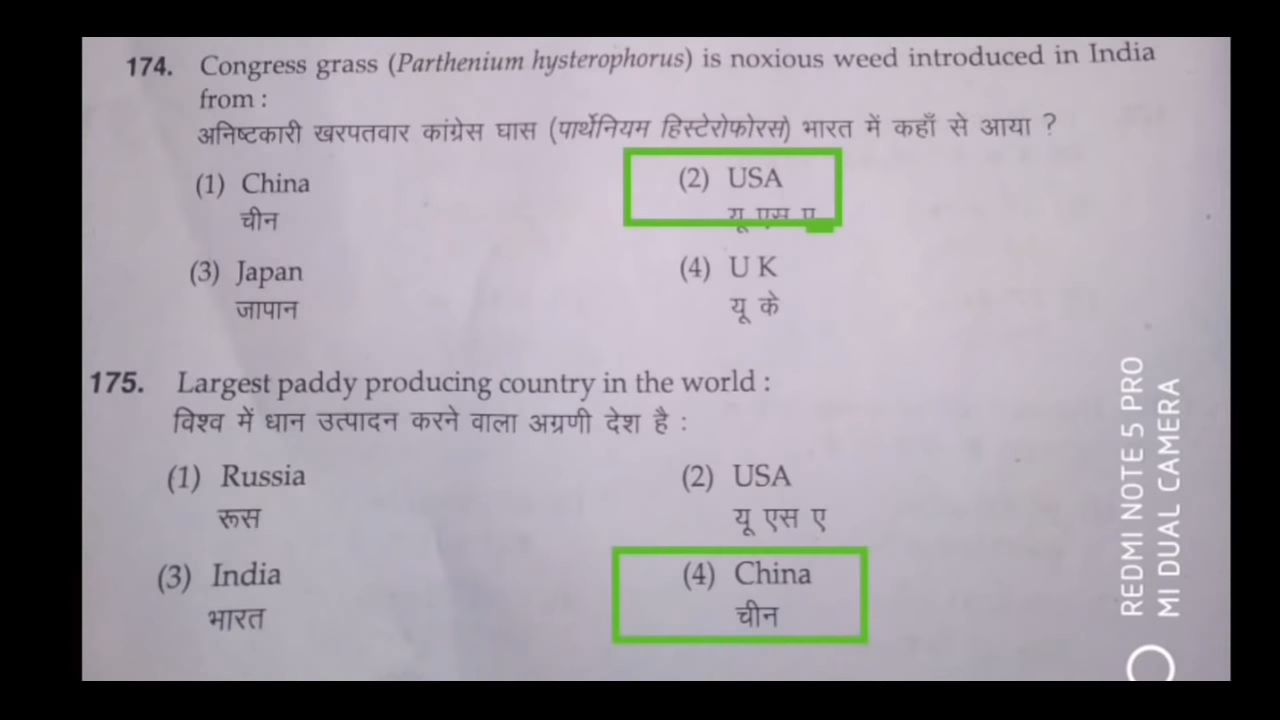 174. Congress grass (Parthenium hysterophorus) is noxious weed introduced in India
from :
अनिष्टकारी खरपतवार कांग्रेस घास (पार्थेनियम हिस्टेरोफोरस) भारत में कहाँ से आया ?
(1) China
चीन
(2) USA
यू एस ए
(3) Japan
जापान
(4) U K
यू के
175. Largest paddy producing country in the world :
विश्व में धान उत्पादन करने वाला अग्रणी देश है :
(1) Russia
रूस
(2) USA
यू एस ए
(3) India
भारत
(4) China
चीन
REDMI NOTE 5 PRO
MI DUAL CAMERA